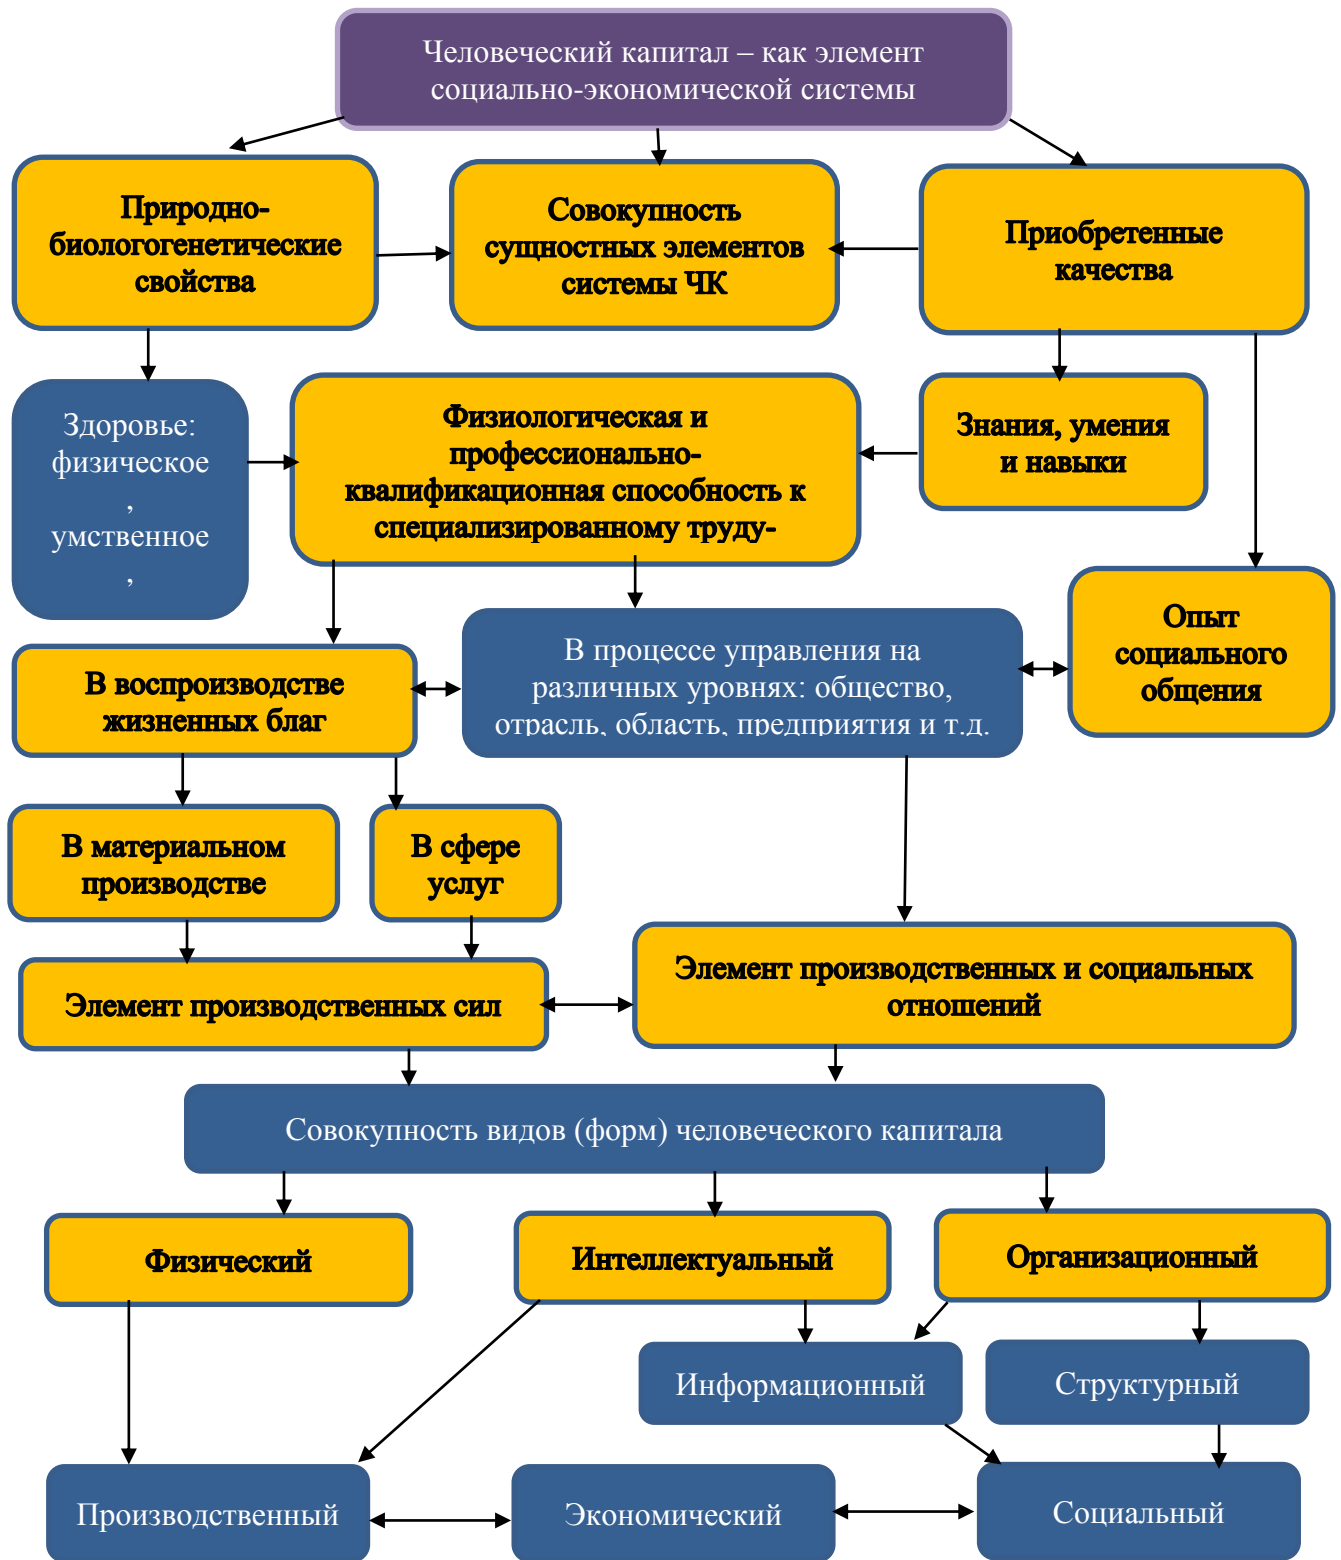 Человеческий капитал – как элемент
социально-экономической системы
Природно-
биологогенетические
свойства
Совокупность
сущностных элементов
системы ЧК
Приобретенные
качества
Здоровье:
физическое
,
умственное
,
Физиологическая и
профессионально-
квалификационная способность к
специализированному труду-
Знания, умения
и навыки
Опыт
социального
общения
В воспроизводстве
жизненных благ
В процессе управления на
различных уровнях: общество,
отрасль, область, предприятия и т.д.
В материальном
производстве
В сфере
услуг
Элемент производственных сил
Элемент производственных и социальных
отношений
Совокупность видов (форм) человеческого капитала
Физический
Интеллектуальный
Организационный
Информационный
Структурный
Производственный
Экономический
Социальный